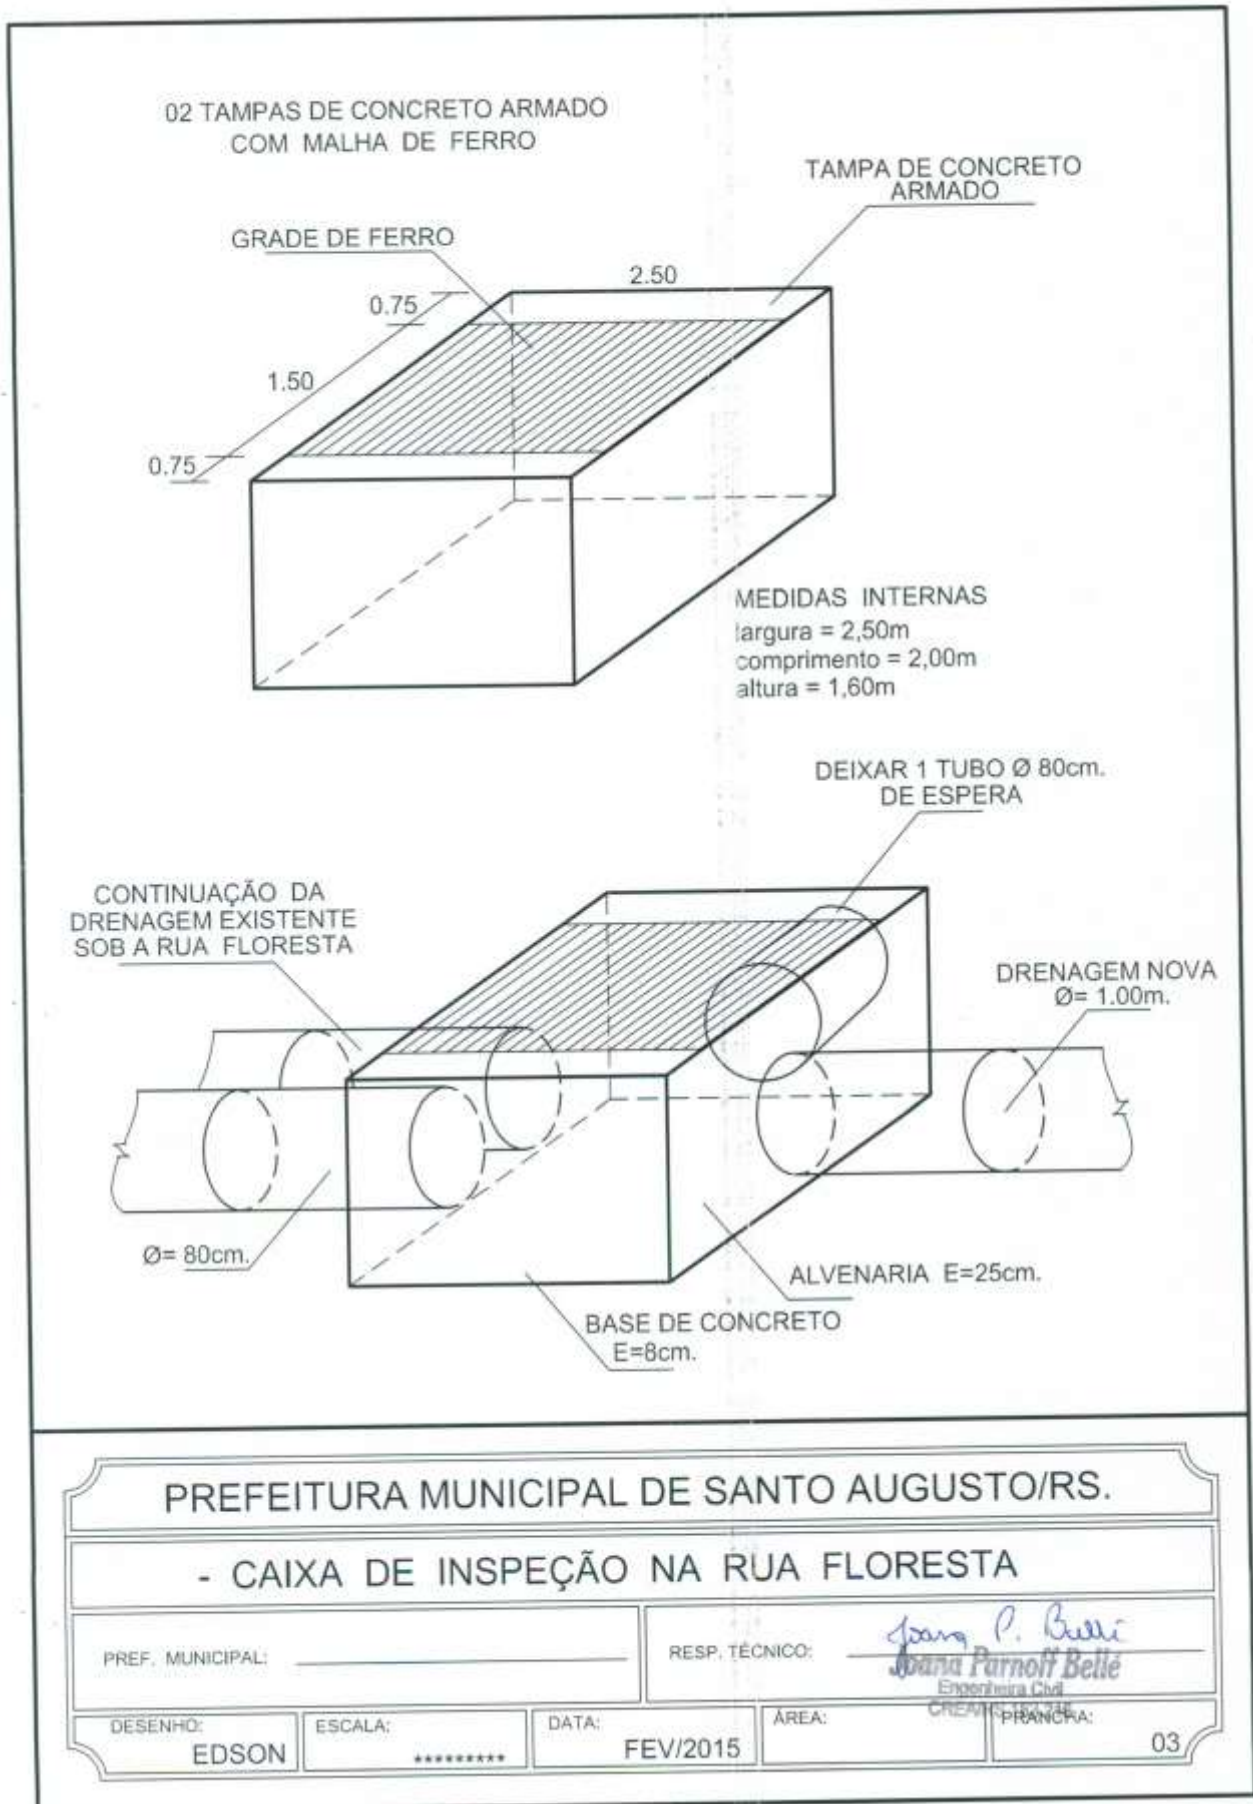 02 TAMPAS DE CONCRETO ARMADO
COM MALHA DE FERRO
TAMPA DE CONCRETO
ARMADO
GRADE DE FERRO
2.50
0.75
1.50
0.75
MEDIDAS INTERNAS
largura = 2,50m
comprimento = 2,00m
altura = 1,60m
DEIXAR 1 TUBO Ø 80cm.
DE ESPERA
CONTINUAÇÃO DA
DRENAGEM EXISTENTE
SOB A RUA FLORESTA
DRENAGEM NOVA
Ø= 1.00m.
Ø= 80cm.
ALVENARIA E=25cm.
BASE DE CONCRETO
E=8cm.
PREFEITURA MUNICIPAL DE SANTO AUGUSTO/RS.
- CAIXA DE INSPEÇÃO NA RUA FLORESTA
PREF. MUNICIPAL:
RESP. TÉCNICO:
Joana P. Bellé
Joana Parnoff Bellé
Engenheira Civil
DESENHO:
EDSON
ESCALA:
*********
DATA:
FEV/2015
ÁREA:
PRANCHA:
03